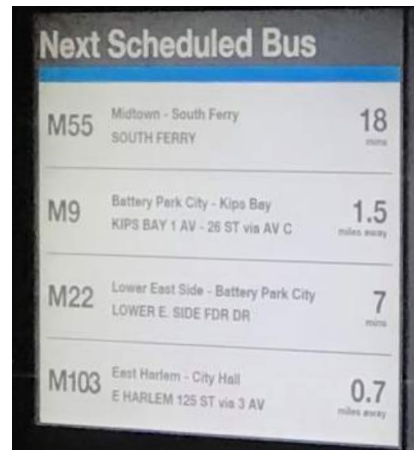 Next Scheduled Bus
M55 Midtown - South Ferry 18
SOUTH FERRY mins
M9 Battery Park City - Kips Bay 1.5
KIPS BAY 1 AV - 26 ST via AV C miles away
M22 Lower East Side - Battery Park City 7
LOWER E. SIDE FDR DR mins
M103 East Harlem - City Hall 0.7
E HARLEM 125 ST via 3 AV miles away